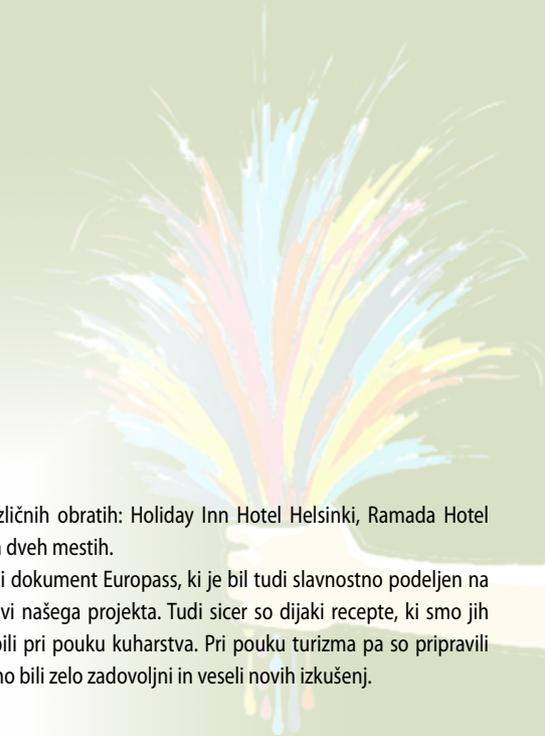 zličnih obratih: Holiday Inn Hotel Helsinki, Ramada Hotel
dveh mestih.
i dokument Europass, ki je bil tudi slavnostno podeljen na
vi našega projekta. Tudi sicer so dijaki recepte, ki smo jih
bili pri pouku kuharstva. Pri pouku turizma pa so pripravili
no bili zelo zadovoljni in veseli novih izkušenj.